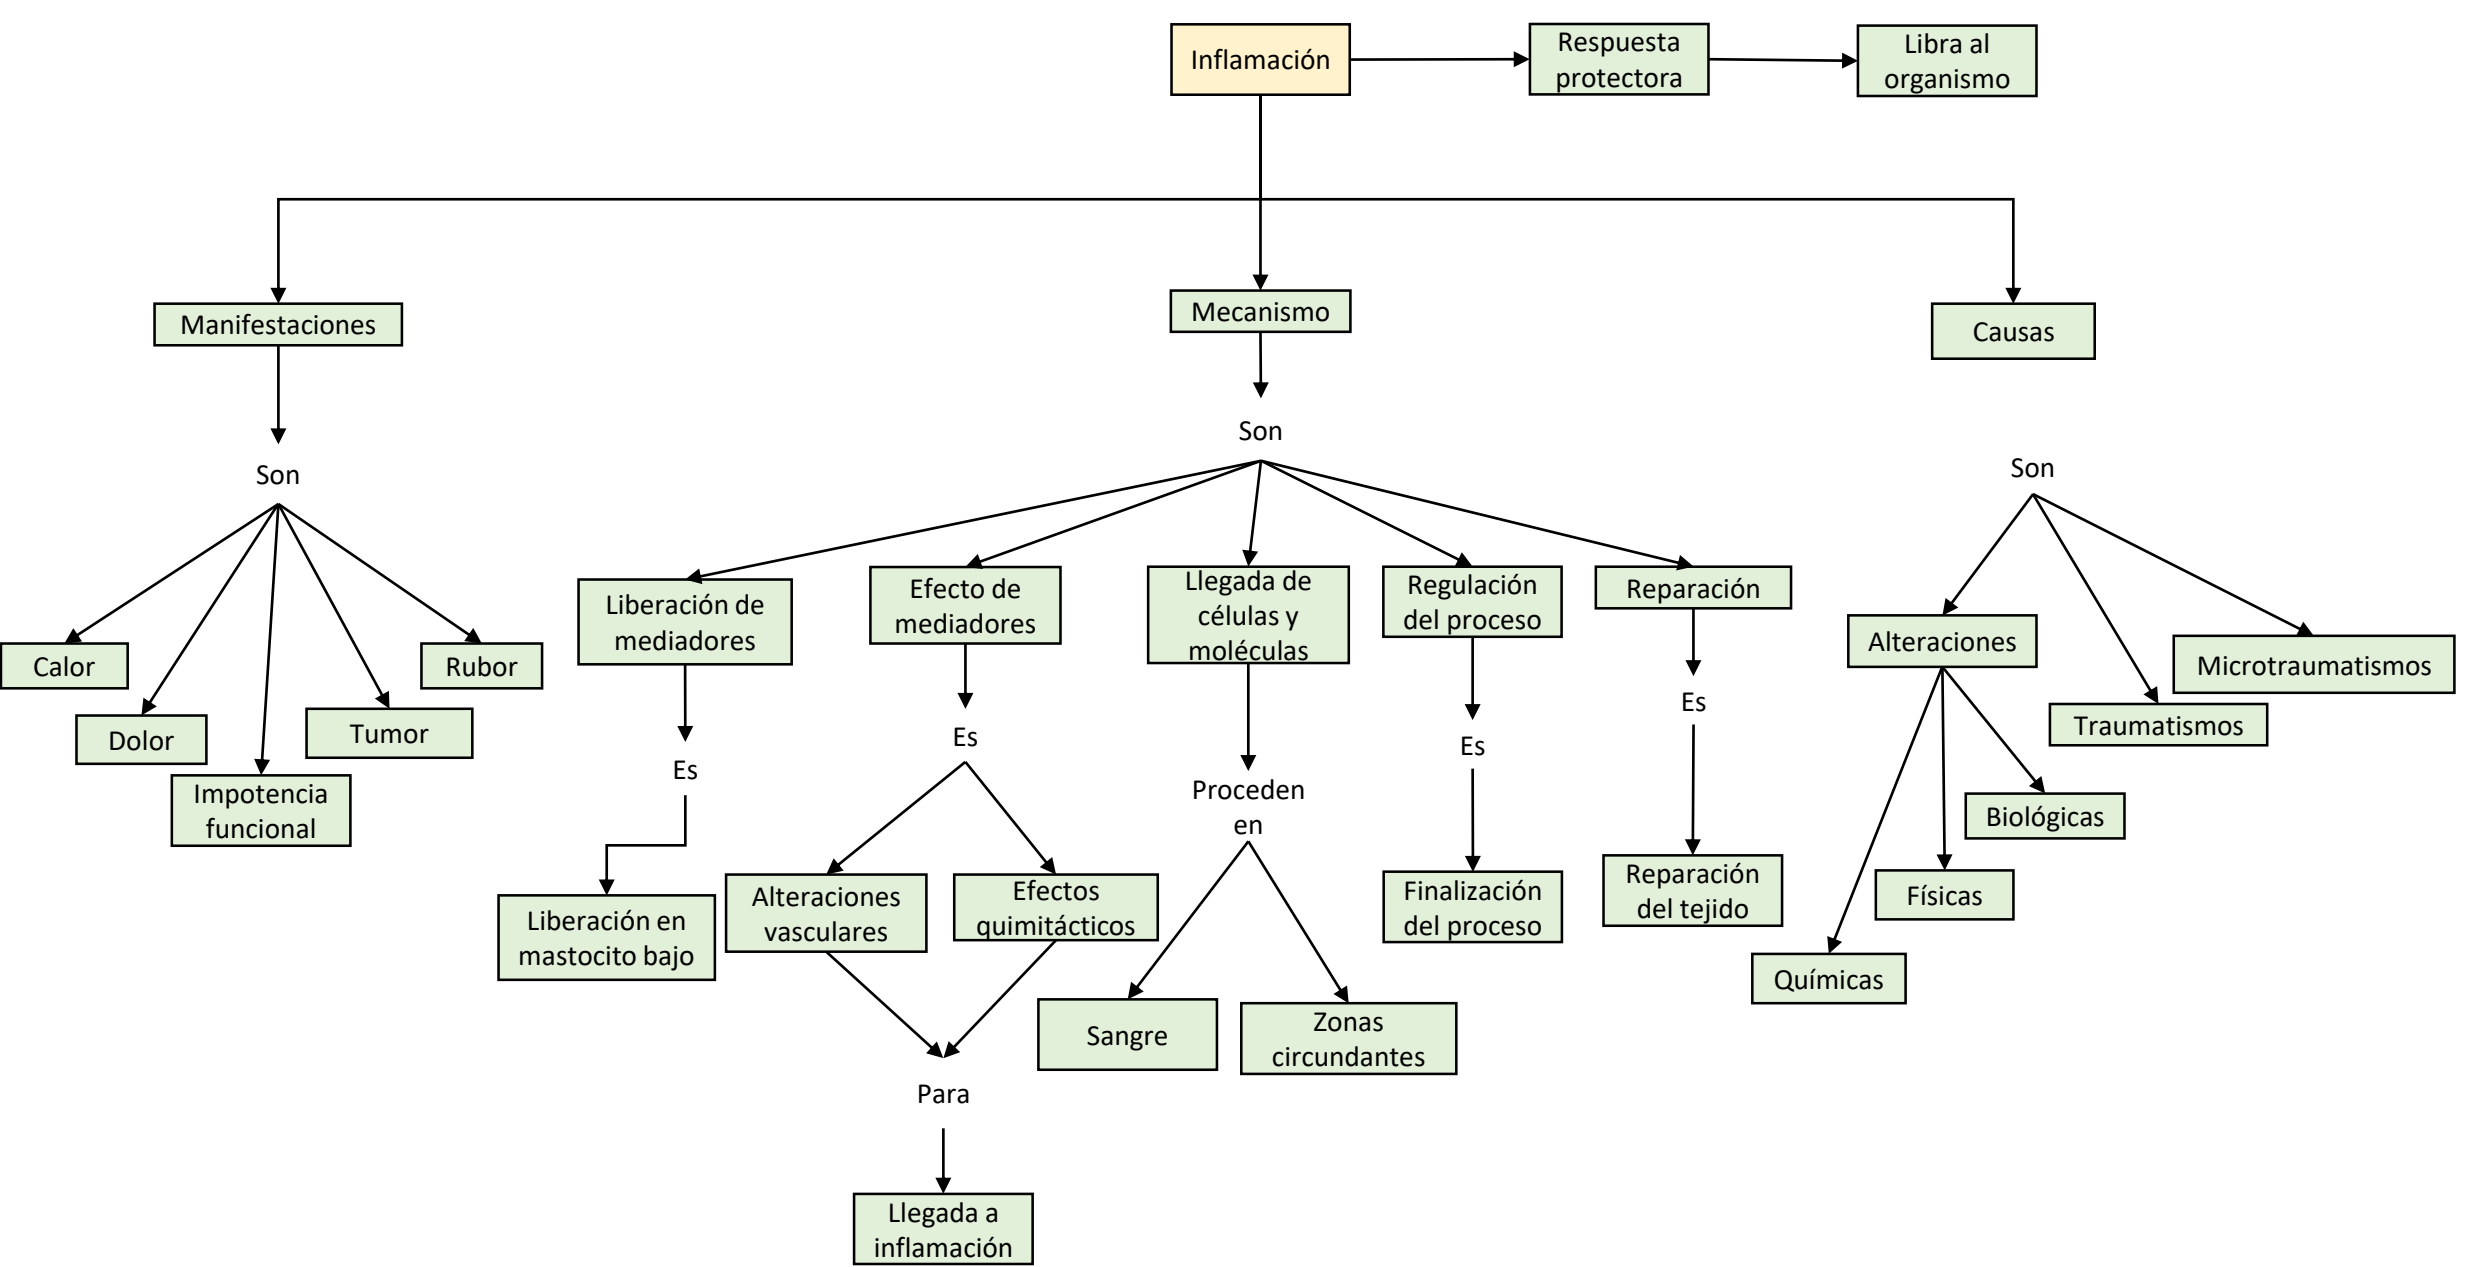 Inflamación
Respuesta
protectora
Libra al
organismo
Manifestaciones
Mecanismo
Causas
Son
Son
Son
Calor
Dolor
Impotencia
funcional
Tumor
Rubor
Liberación de
mediadores
Efecto de
mediadores
Llegada de
células y
moléculas
Regulación
del proceso
Reparación
Alteraciones
Traumatismos
Microtraumatismos
Es
Es
Proceden
en
Es
Es
Biológicas
Físicas
Químicas
Liberación en
mastocito bajo
Alteraciones
vasculares
Efectos
quimitácticos
Sangre
Zonas
circundantes
Finalización
del proceso
Reparación
del tejido
Para
Llegada a
inflamación